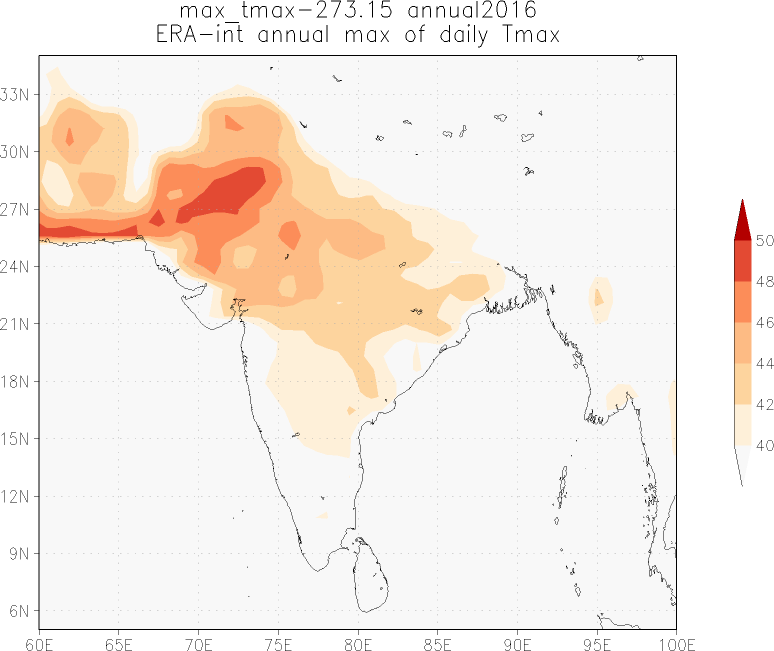 max_tmax-273.15 annual2016
ERA-int annual max of daily Tmax
33N
30N
27N
24N
21N
18N
15N
12N
9N
6N
60E 65E 70E 75E 80E 85E 90E 95E 100E
50
48
46
44
42
40